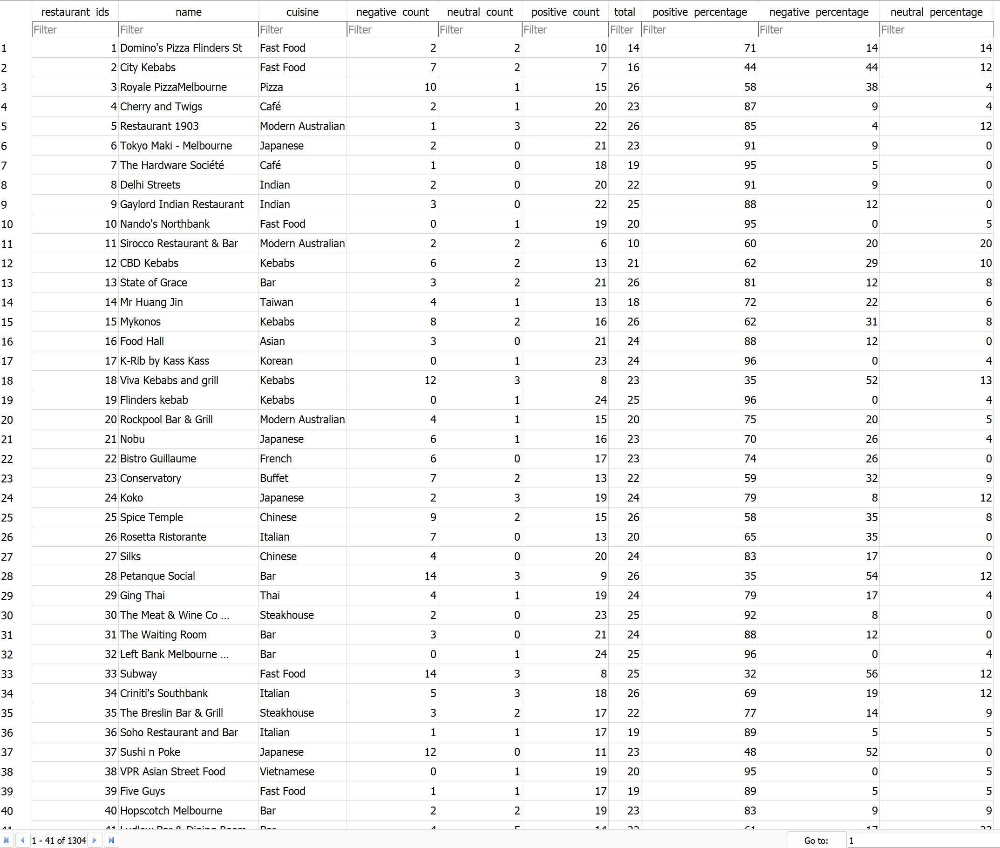 restaurant_ids name cuisine negative_count neutral_count positive_count total positive_percentage negative_percentage neutral_percentage
Filter Filter Filter Filter Filter Filter Filter Filter Filter Filter
1 1 Domino's Pizza Flinders St Fast Food 2 2 10 14 71 14 14
2 2 City Kebabs Fast Food 7 2 7 16 44 44 12
3 3 Royale PizzaMelbourne Pizza 10 1 15 26 58 38 4
4 4 Cherry and Twigs Café 2 1 20 23 87 9 4
5 5 Restaurant 1903 Modern Australian 1 3 22 26 85 4 12
6 6 Tokyo Maki - Melbourne Japanese 2 0 21 23 91 9 0
7 7 The Hardware Société Café 1 0 18 19 95 5 0
8 8 Delhi Streets Indian 2 0 20 22 91 9 0
9 9 Gaylord Indian Restaurant Indian 3 0 22 25 88 12 0
10 10 Nando's Northbank Fast Food 0 1 19 20 95 0 5
11 11 Sirocco Restaurant & Bar Modern Australian 2 2 6 10 60 20 20
12 12 CBD Kebabs Kebabs 6 2 13 21 62 29 10
13 13 State of Grace Bar 3 2 21 26 81 12 8
14 14 Mr Huang Jin Taiwan 4 1 13 18 72 22 6
15 15 Mykonos Kebabs 8 2 16 26 62 31 8
16 16 Food Hall Asian 3 0 21 24 88 12 0
17 17 K-Rib by Kass Kass Korean 0 1 23 24 96 0 4
18 18 Viva Kebabs and grill Kebabs 12 3 8 23 35 52 13
19 19 Flinders kebab Kebabs 0 1 24 25 96 0 4
20 20 Rockpool Bar & Grill Modern Australian 4 1 15 20 75 20 5
21 21 Nobu Japanese 6 1 16 23 70 26 4
22 22 Bistro Guillaume French 6 0 17 23 74 26 0
23 23 Conservatory Buffet 7 2 13 22 59 32 9
24 24 Koko Japanese 2 3 19 24 79 8 12
25 25 Spice Temple Chinese 9 2 15 26 58 35 8
26 26 Rosetta Ristorante Italian 7 0 13 20 65 35 0
27 27 Silks Chinese 4 0 20 24 83 17 0
28 28 Petanque Social Bar 14 3 9 26 35 54 12
29 29 Ging Thai Thai 4 1 19 24 79 17 4
30 30 The Meat & Wine Co ... Steakhouse 2 0 23 25 92 8 0
31 31 The Waiting Room Bar 3 0 21 24 88 12 0
32 32 Left Bank Melbourne ... Bar 0 1 24 25 96 0 4
33 33 Subway Fast Food 14 3 8 25 32 56 12
34 34 Criniti's Southbank Italian 5 3 18 26 69 19 12
35 35 The Breslin Bar & Grill Steakhouse 3 2 17 22 77 14 9
36 36 Soho Restaurant and Bar Italian 1 1 17 19 89 5 5
37 37 Sushi n Poke Japanese 12 0 11 23 48 52 0
38 38 VPR Asian Street Food Vietnamese 0 1 19 20 95 0 5
39 39 Five Guys Fast Food 1 1 17 19 89 5 5
40 40 Hopscotch Melbourne Bar 2 2 19 23 83 9 9
1 - 41 of 1304 Go to: 1